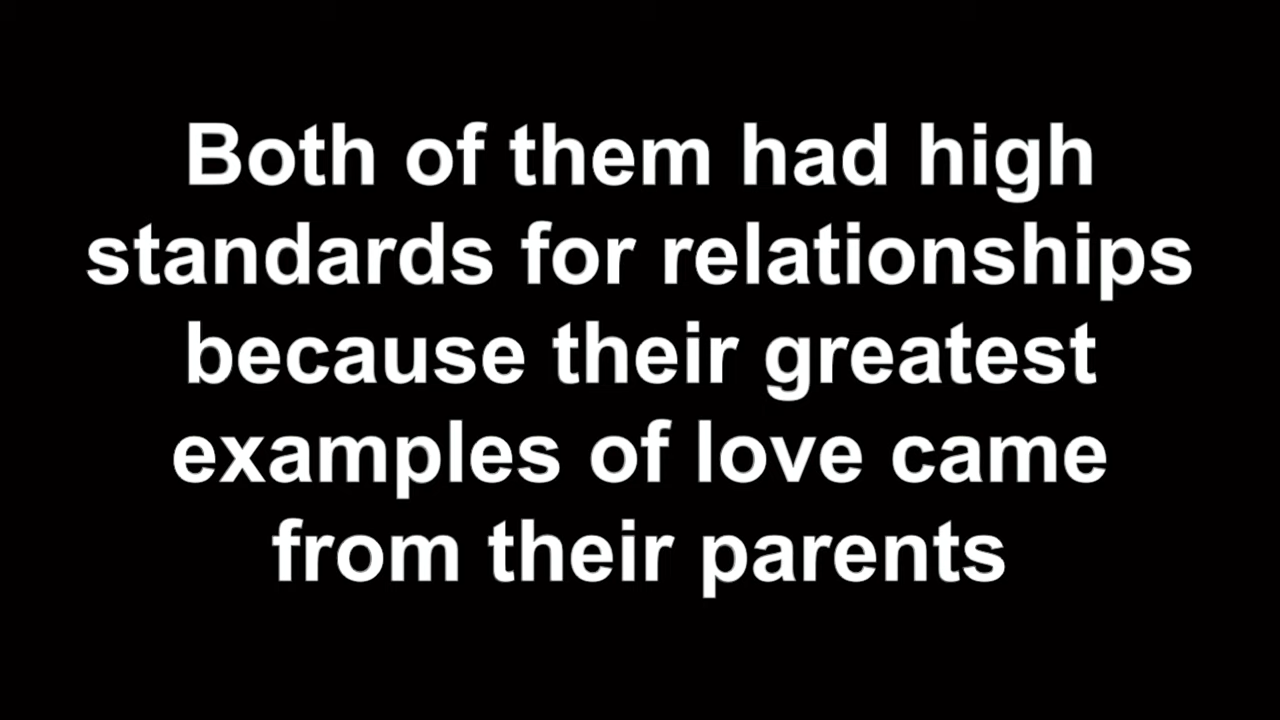 Both of them had high
standards for relationships
because their greatest
examples of love came
from their parents